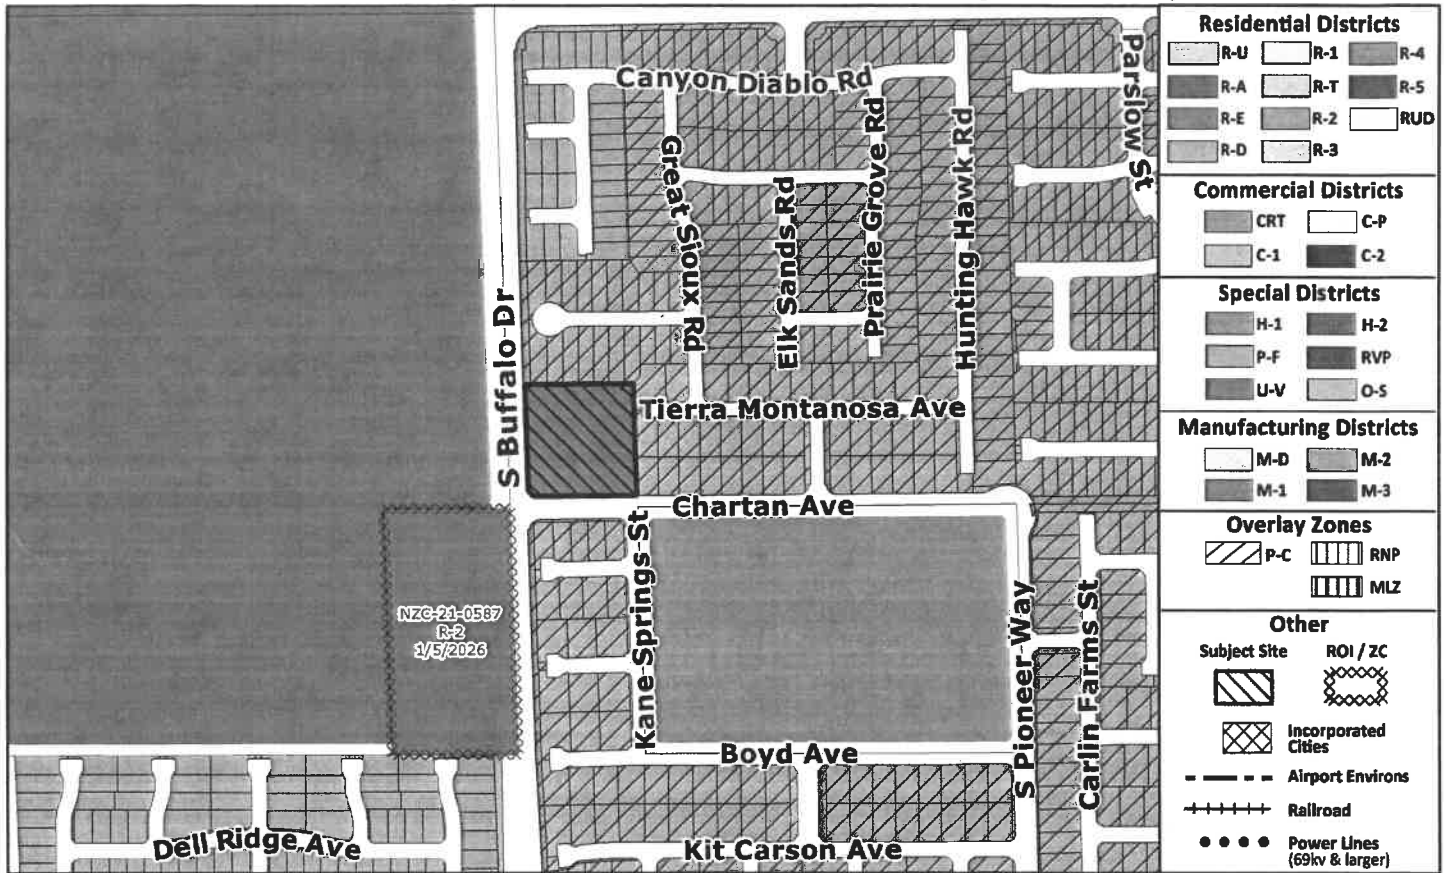 Canyon Diablo Rd
Parslow St
Great Sioux Rd
Elk Sands Rd
Prairie Grove Rd
Hunting Hawk Rd
S Buffalo Dr
Tierra Montanosa Ave
Chartan Ave
Kane Springs St
NZC-21-0587
R-2
1/5/2026
S Pioneer Way
Carlin Farms St
Boyd Ave
Dell Ridge Ave
Kit Carson Ave
Residential Districts
R-U R-1 R-4
R-A R-T R-5
R-E R-2 RUD
R-D R-3
Commercial Districts
CRT C-P
C-1 C-2
Special Districts
H-1 H-2
P-F RVP
U-V O-S
Manufacturing Districts
M-D M-2
M-1 M-3
Overlay Zones
P-C RNP
MLZ
Other
Subject Site ROI / ZC
Incorporated
Cities
Airport Environs
Railroad
Power Lines
(69kv & larger)